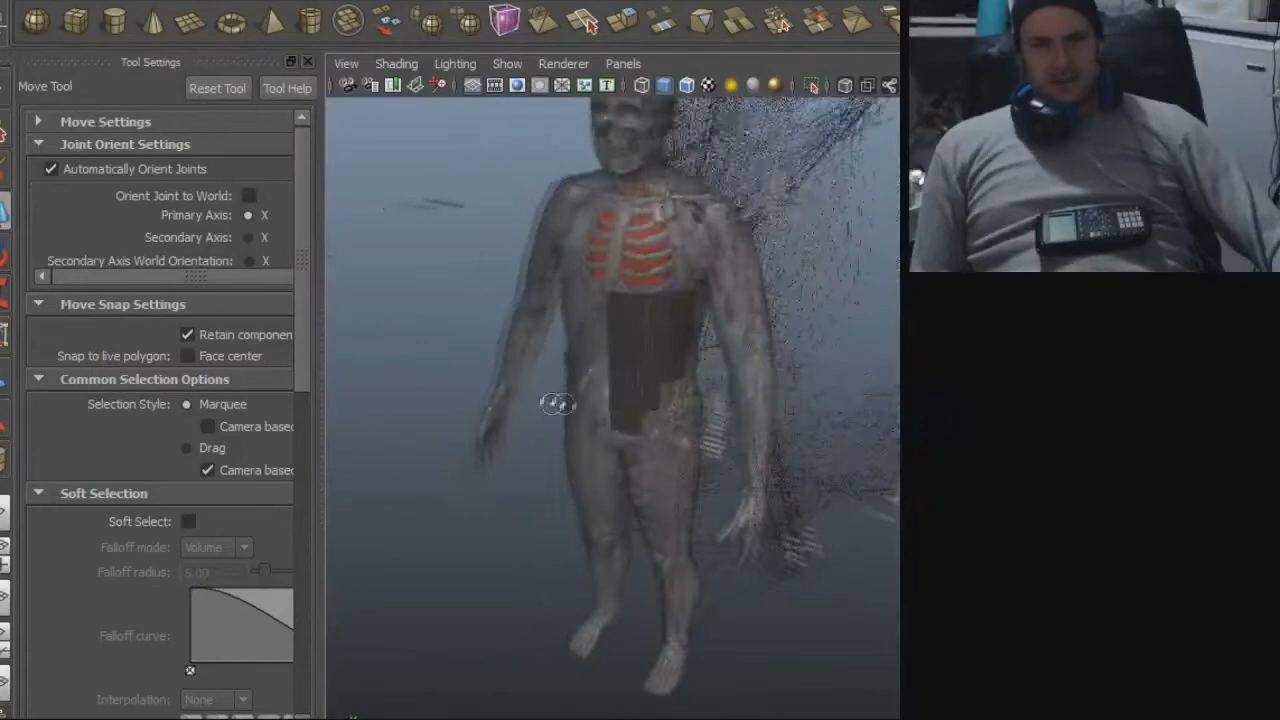 Tool Settings
Move Tool
Reset Tool
Tool Help
View Shading Lighting Show Renderer Panels
Move Settings
Joint Orient Settings
Automatically Orient Joints
Orient Joint to World:
Primary Axis: X
Secondary Axis: X
Secondary Axis World Orientation: X
Move Snap Settings
Retain componen
Snap to live polygon: Face center
Common Selection Options
Selection Style: Marquee
Camera based
Drag
Camera based
Soft Selection
Soft Select:
Falloff mode: Volume
Falloff radius: 5.00
Falloff curve:
Interpolation: None